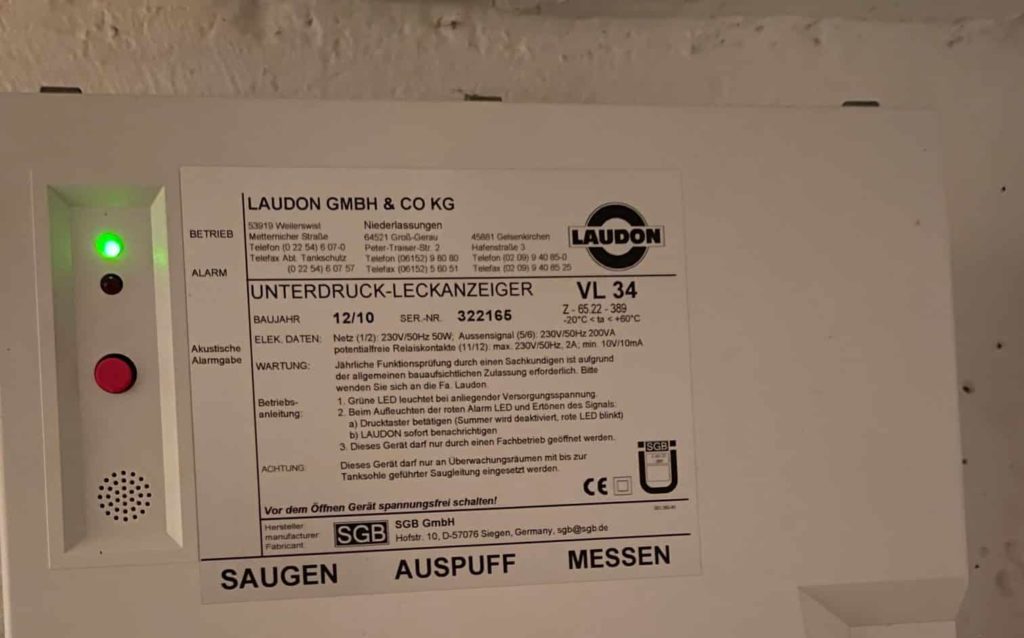 BETRIEB
ALARM
Akustische
Alarmgabe
LAUDON GMBH & CO KG
53919 Weilerswist
Metternicher Straße
Telefon (0 22 54) 6 07-0
Telefax Abt. Tankschutz
(0 22 54) 6 07 57
Niederlassungen
64521 Groß-Gerau
Peter-Traiser-Str. 2
Telefon (06152) 9 80 80
Telefax (06152) 5 60 51
45881 Gelsenkirchen
Hafenstraße 3
Telefon (02 09) 9 40 85-0
Telefax (02 09) 9 40 85 25
LAUDON
UNTERDRUCK-LECKANZEIGER VL 34
Z - 65.22 - 389
-20°C < ta < +60°C
BAUJAHR 12/10 SER.-NR. 322165
ELEK. DATEN: Netz (1/2): 230V/50Hz 50W; Aussensignal (5/6): 230V/50Hz 200VA
potentialfreie Relaiskontakte (11/12): max. 230V/50Hz, 2A; min. 10V/10mA
WARTUNG: Jährliche Funktionsprüfung durch einen Sachkundigen ist aufgrund
der allgemeinen bauaufsichtlichen Zulassung erforderlich. Bitte
wenden Sie sich an die Fa. Laudon.
Betriebs-
anleitung:
1. Grüne LED leuchtet bei anliegender Versorgungsspannung.
2. Beim Aufleuchten der roten Alarm LED und Ertönen des Signals:
a) Drucktaster betätigen (Summer wird deaktiviert, rote LED blinkt)
b) LAUDON sofort benachrichtigen
3. Dieses Gerät darf nur durch einen Fachbetrieb geöffnet werden.
ACHTUNG: Dieses Gerät darf nur an Überwachungsräumen mit bis zur
Tanksohle geführter Saugleitung eingesetzt werden.
CE
SGB
Vor dem Öffnen Gerät spannungsfrei schalten!
Hersteller
manufacturer
Fabricant:
SGB
SGB GmbH
Hofstr. 10, D-57076 Siegen, Germany, sgb@sgb.de
SAUGEN AUSPUFF MESSEN